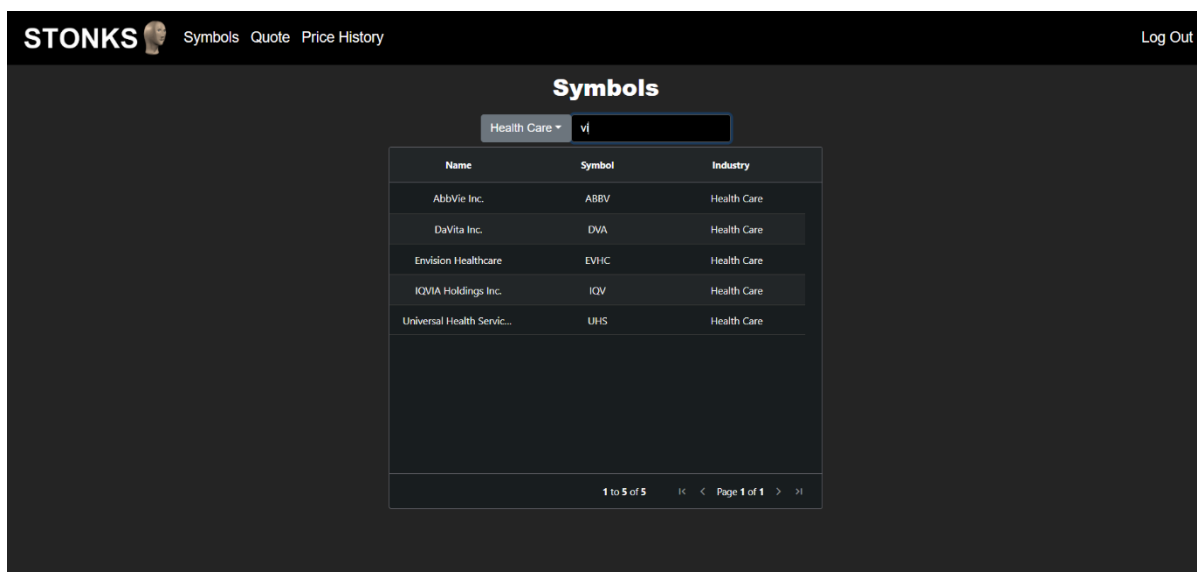 STONKS Symbols Quote Price History Log Out
Symbols
Health Care vi
Name Symbol Industry
AbbVie Inc. ABBV Health Care
DaVita Inc. DVA Health Care
Envision Healthcare EVHC Health Care
IQVIA Holdings Inc. IQV Health Care
Universal Health Servic... UHS Health Care
1 to 5 of 5 Page 1 of 1